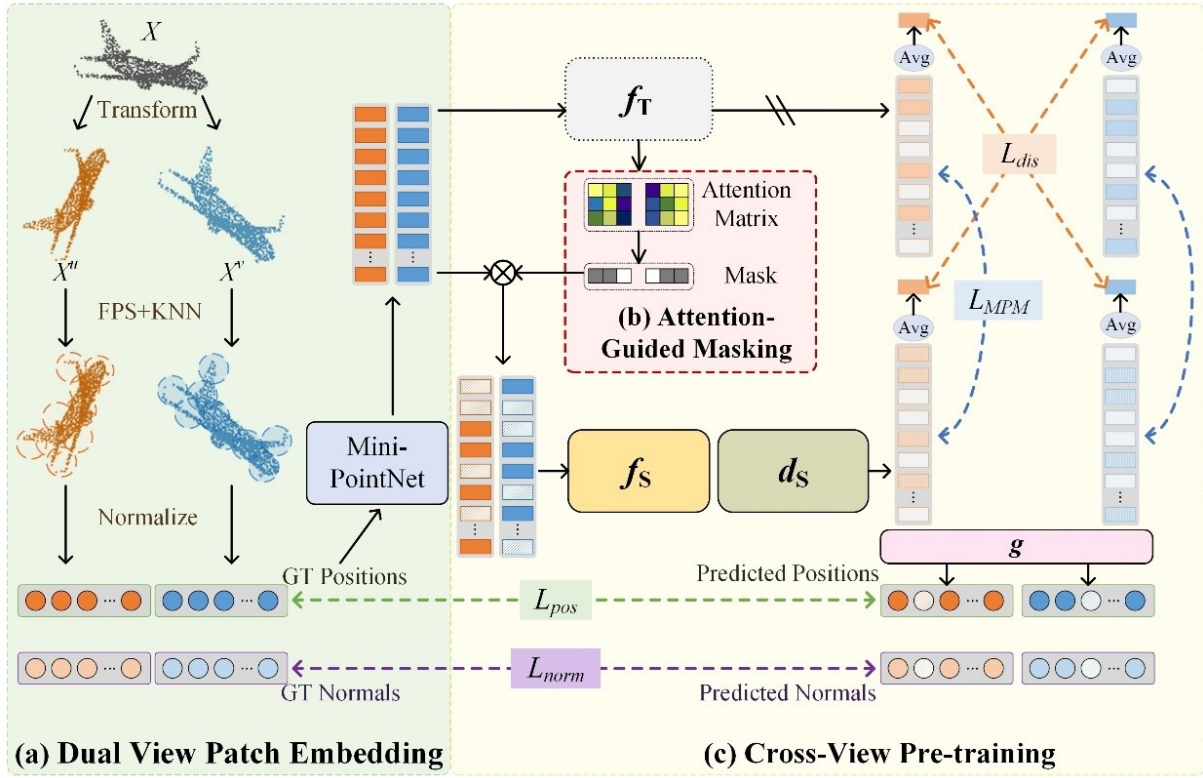 X
Transform
Xᵘ
Xᵛ
FPS+KNN
Normalize
Mini-
PointNet
GT Positions
GT Normals
(a) Dual View Patch Embedding
f_T
Attention
Matrix
Mask
(b) Attention-
Guided Masking
f_S
d_S
Avg
Avg
L_dis
L_MPM
Avg
Avg
g
Predicted Positions
L_pos
L_norm
Predicted Normals
(c) Cross-View Pre-training